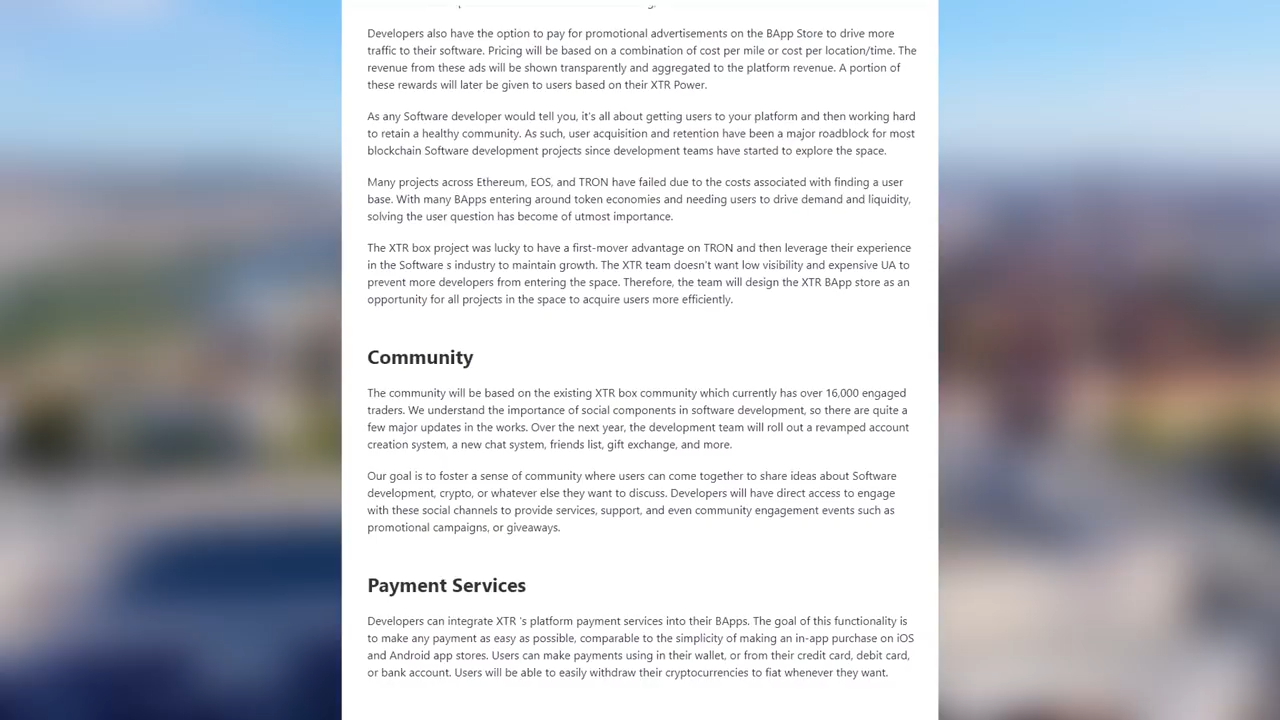 Developers also have the option to pay for promotional advertisements on the BApp Store to drive more
traffic to their software. Pricing will be based on a combination of cost per mile or cost per location/time. The
revenue from these ads will be shown transparently and aggregated to the platform revenue. A portion of
these rewards will later be given to users based on their XTR Power.
As any Software developer would tell you, it's all about getting users to your platform and then working hard
to retain a healthy community. As such, user acquisition and retention have been a major roadblock for most
blockchain Software development projects since development teams have started to explore the space.
Many projects across Ethereum, EOS, and TRON have failed due to the costs associated with finding a user
base. With many BApps entering around token economies and needing users to drive demand and liquidity,
solving the user question has become of utmost importance.
The XTR box project was lucky to have a first-mover advantage on TRON and then leverage their experience
in the Software s industry to maintain growth. The XTR team doesn't want low visibility and expensive UA to
prevent more developers from entering the space. Therefore, the team will design the XTR BApp store as an
opportunity for all projects in the space to acquire users more efficiently.
Community
The community will be based on the existing XTR box community which currently has over 16,000 engaged
traders. We understand the importance of social components in software development, so there are quite a
few major updates in the works. Over the next year, the development team will roll out a revamped account
creation system, a new chat system, friends list, gift exchange, and more.
Our goal is to foster a sense of community where users can come together to share ideas about Software
development, crypto, or whatever else they want to discuss. Developers will have direct access to engage
with these social channels to provide services, support, and even community engagement events such as
promotional campaigns, or giveaways.
Payment Services
Developers can integrate XTR 's platform payment services into their BApps. The goal of this functionality is
to make any payment as easy as possible, comparable to the simplicity of making an in-app purchase on iOS
and Android app stores. Users can make payments using in their wallet, or from their credit card, debit card,
or bank account. Users will be able to easily withdraw their cryptocurrencies to fiat whenever they want.